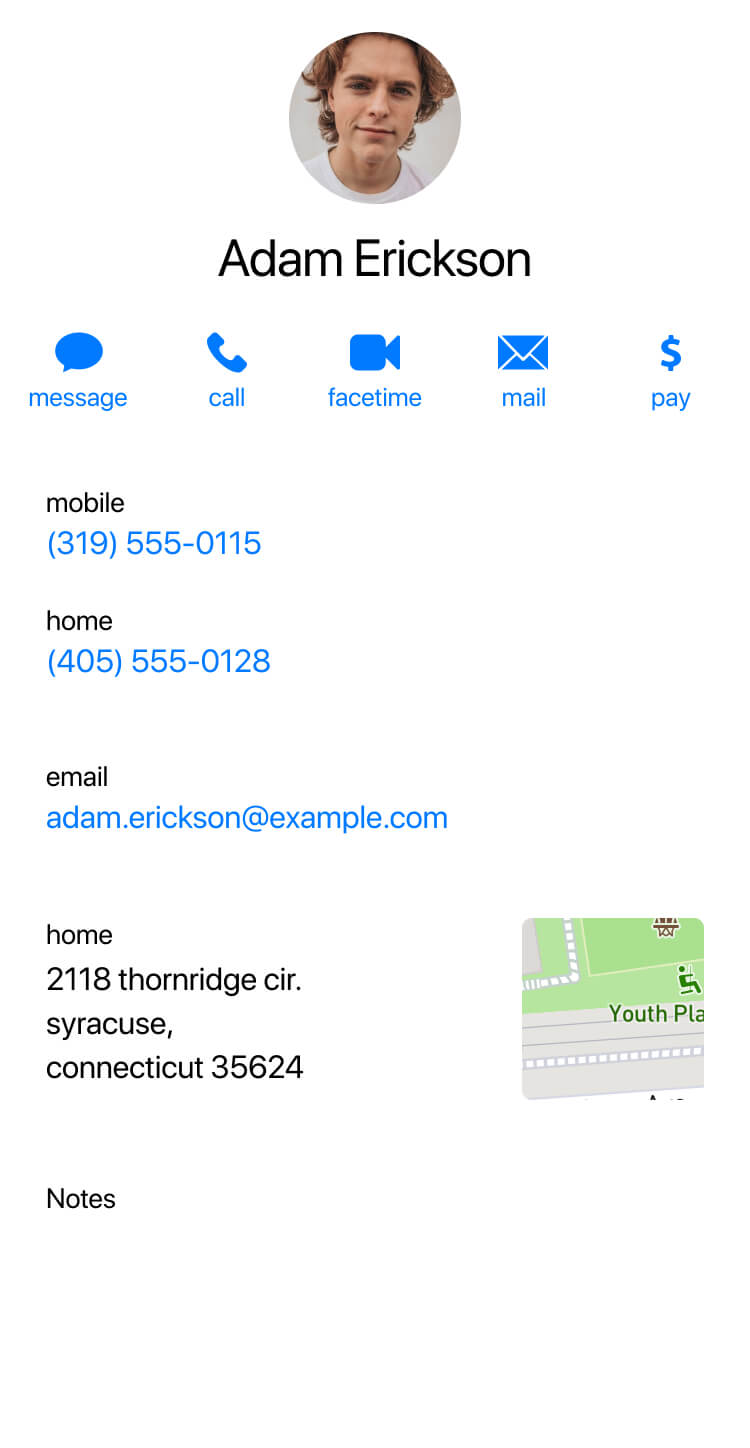 Adam Erickson
message call facetime mail pay
mobile
(319) 555-0115
home
(405) 555-0128
email
adam.erickson@example.com
home
2118 thornridge cir.
syracuse,
connecticut 35624
Youth Pla
Notes